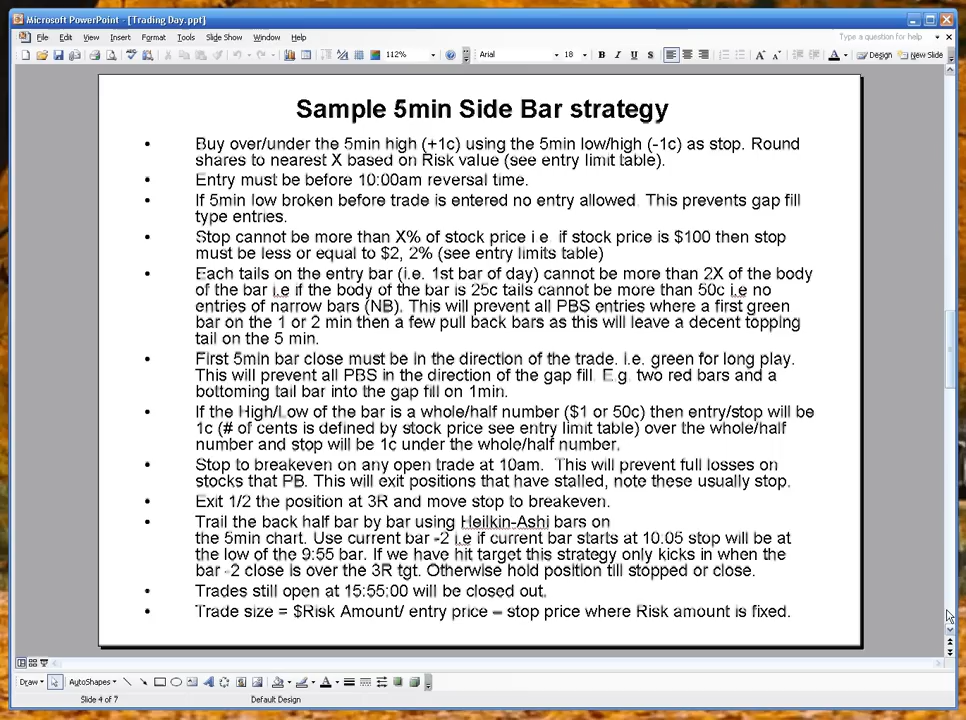 Microsoft PowerPoint - [Trading Day.ppt]
File Edit View Insert Format Tools Slide Show Window Help Type a question for help
112% Arial 18 B I U S A A A Design New Slide
Sample 5min Side Bar strategy
• Buy over/under the 5min high (+1c) using the 5min low/high (-1c) as stop. Round
shares to nearest X based on Risk value (see entry limit table).
• Entry must be before 10:00am reversal time.
• If 5min low broken before trade is entered no entry allowed. This prevents gap fill
type entries.
• Stop cannot be more than X% of stock price i e if stock price is $100 then stop
must be less or equal to $2, 2% (see entry limits table)
• Each tails on the entry bar (i.e. 1st bar of day) cannot be more than 2X of the body
of the bar i.e if the body of the bar is 25c tails cannot be more than 50c i.e no
entries of narrow bars (NB). This will prevent all PBS entries where a first green
bar on the 1 or 2 min then a few pull back bars as this will leave a decent topping
tail on the 5 min.
• First 5min bar close must be in the direction of the trade. i.e. green for long play.
This will prevent all PBS in the direction of the gap fill. E.g. two red bars and a
bottoming tail bar into the gap fill on 1min.
• If the High/Low of the bar is a whole/half number ($1 or 50c) then entry/stop will be
1c (# of cents is defined by stock price see entry limit table) over the whole/half
number and stop will be 1c under the whole/half number.
• Stop to breakeven on any open trade at 10am. This will prevent full losses on
stocks that PB. This will exit positions that have stalled, note these usually stop.
• Exit 1/2 the position at 3R and move stop to breakeven.
• Trail the back half bar by bar using Heilkin-Ashi bars on
the 5min chart. Use current bar -2 i.e if current bar starts at 10.05 stop will be at
the low of the 9:55 bar. If we have hit target this strategy only kicks in when the
bar -2 close is over the 3R tgt. Otherwise hold position till stopped or close.
• Trades still open at 15:55:00 will be closed out.
• Trade size = $Risk Amount/ entry price – stop price where Risk amount is fixed.
Draw AutoShapes A
Slide 4 of 7 Default Design